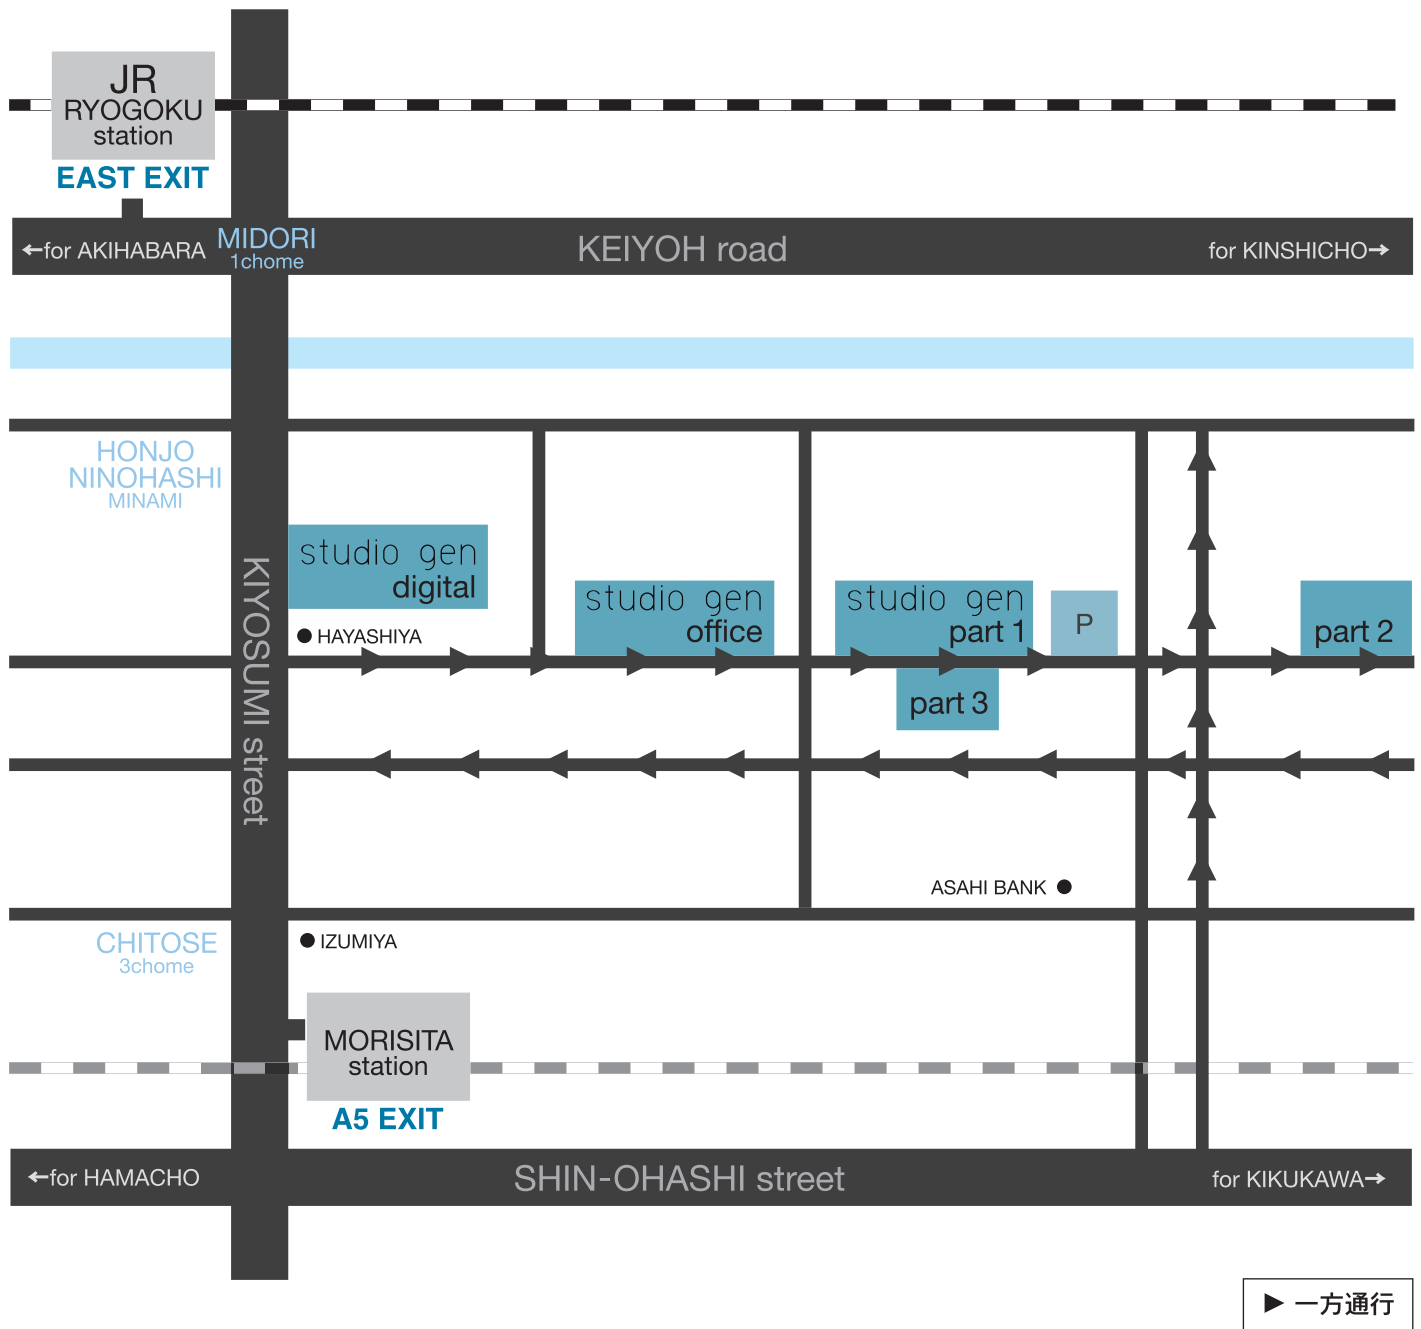 JR
RYOGOKU
station
EAST EXIT
←for AKIHABARA
MIDORI
1chome
KEIYOH road
for KINSHICHO→
HONJO
NINOHASHI
MINAMI
KIYOSUMI street
studio gen
digital
HAYASHIYA
studio gen
office
studio gen
part 1
P
part 2
part 3
ASAHI BANK
CHITOSE
3chome
IZUMIYA
MORISITA
station
A5 EXIT
←for HAMACHO
SHIN-OHASHI street
for KIKUKAWA→
▶ 一方通行